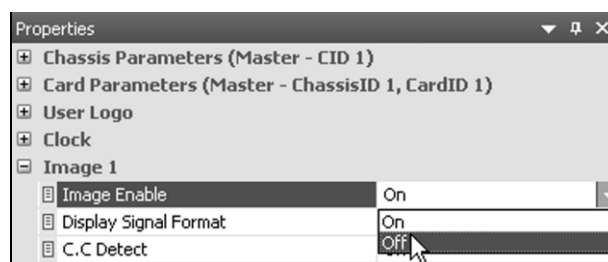 Properties
Chassis Parameters (Master - CID 1)
Card Parameters (Master - ChassisID 1, CardID 1)
User Logo
Clock
Image 1
Image Enable On
Display Signal Format On
C.C Detect Off